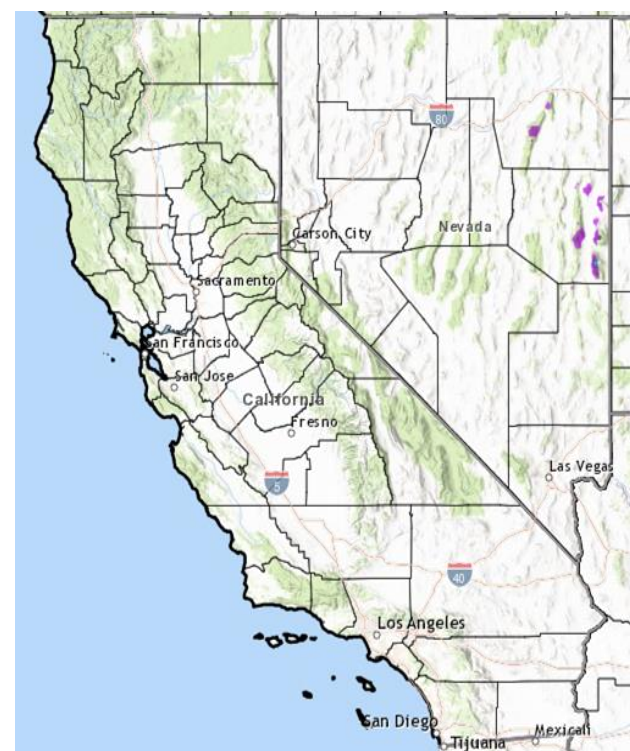 80
Nevada
Carson City
Sacramento
San Francisco
San Jose
California
Fresno
5
Las Vegas
40
Los Angeles
San Diego
Tijuana
Mexicali